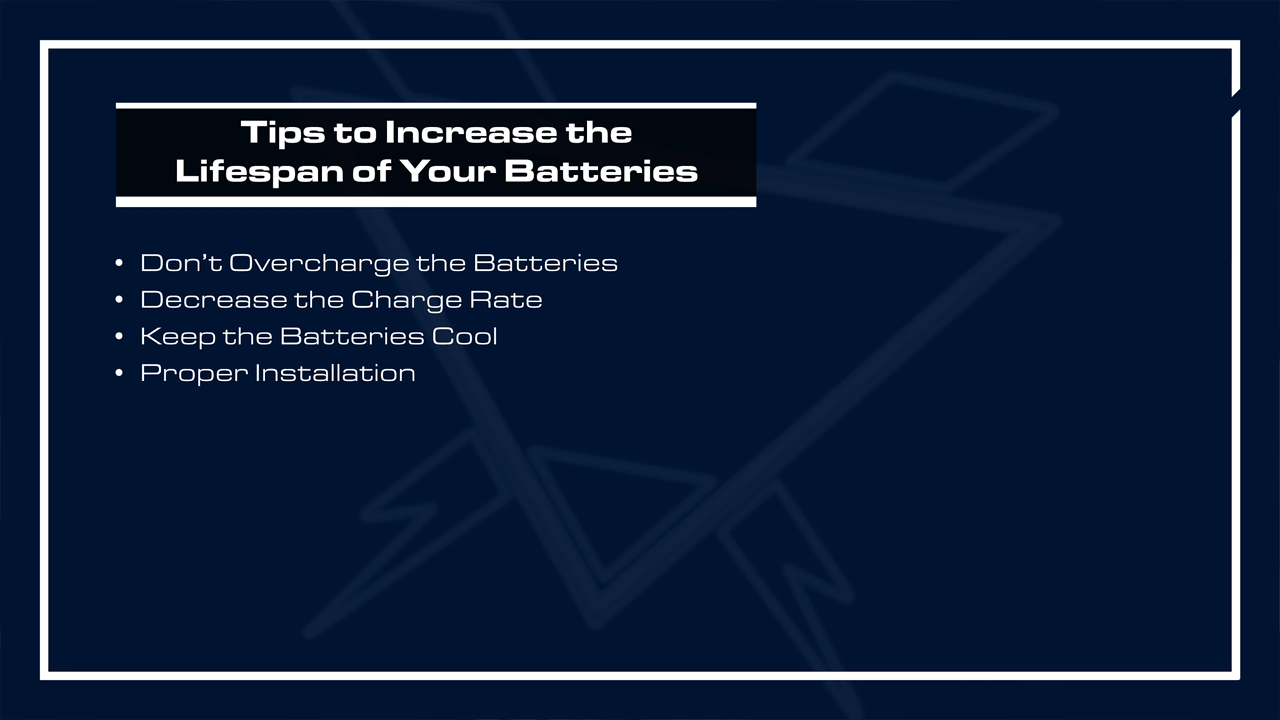 Tips to Increase the
Lifespan of Your Batteries
• Don’t Overcharge the Batteries
• Decrease the Charge Rate
• Keep the Batteries Cool
• Proper Installation